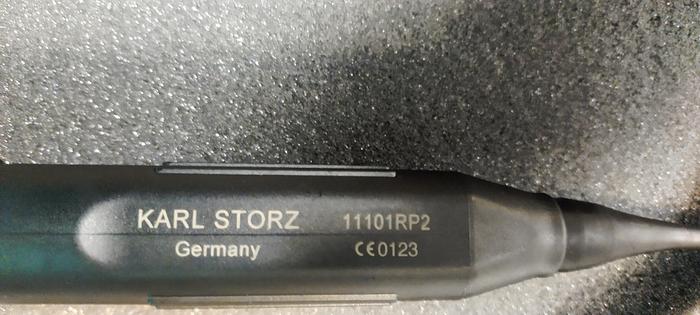 KARL STORZ 11101RP2
Germany CE0123